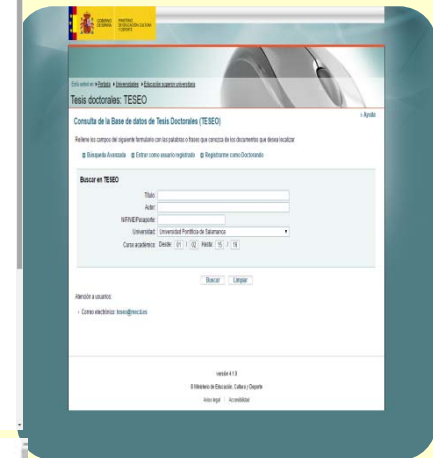 GOBIERNO DE ESPAÑA
MINISTERIO DE EDUCACIÓN, CULTURA Y DEPORTE
Está usted en Portada Universidades Educación superior universitaria
Tesis doctorales: TESEO
Ayuda
Consulta de la Base de datos de Tesis Doctorales (TESEO)
Rellene los campos del siguiente formulario con las palabras o frases que conozca de los documentos que desea localizar:
Búsqueda Avanzada Entrar como usuario registrado Registrarme como Doctorando
Buscar en TESEO
Título:
Autor:
NIF/NIE/Pasaporte:
Universidad: Universidad Pontificia de Salamanca
Curso académico: Desde: 01 / 02 Hasta: 15 / 16
Buscar Limpiar
Atención a usuarios:
Correo electrónico: teseo@mecd.es
versión 4.1.8
© Ministerio de Educación, Cultura y Deporte
Aviso legal Accesibilidad